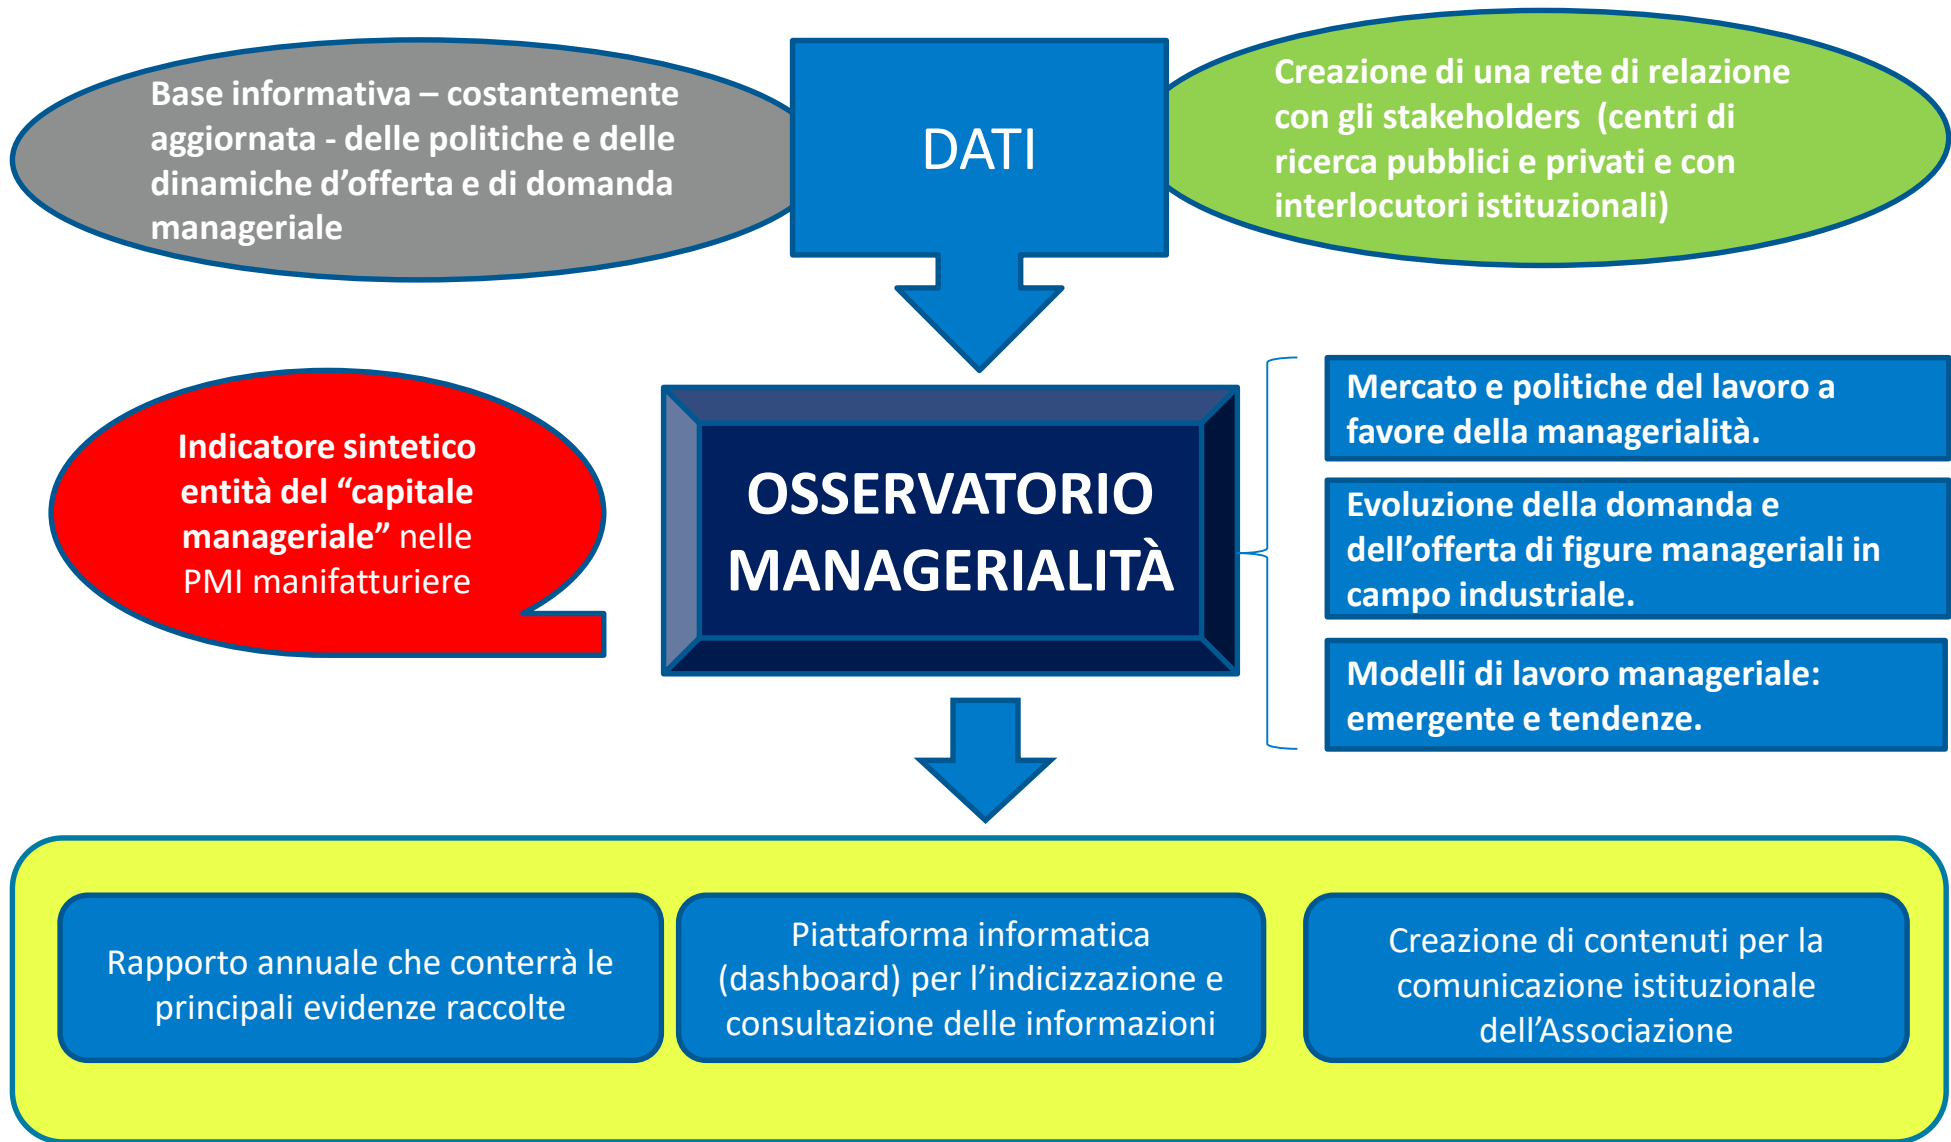 Base informativa – costantemente
aggiornata - delle politiche e delle
dinamiche d’offerta e di domanda
manageriale
DATI
Creazione di una rete di relazione
con gli stakeholders (centri di
ricerca pubblici e privati e con
interlocutori istituzionali)
Indicatore sintetico
entità del “capitale
manageriale” nelle
PMI manifatturiere
OSSERVATORIO
MANAGERIALITÀ
Mercato e politiche del lavoro a
favore della managerialità.
Evoluzione della domanda e
dell’offerta di figure manageriali in
campo industriale.
Modelli di lavoro manageriale:
emergente e tendenze.
Rapporto annuale che conterrà le
principali evidenze raccolte
Piattaforma informatica
(dashboard) per l’indicizzazione e
consultazione delle informazioni
Creazione di contenuti per la
comunicazione istituzionale
dell’Associazione